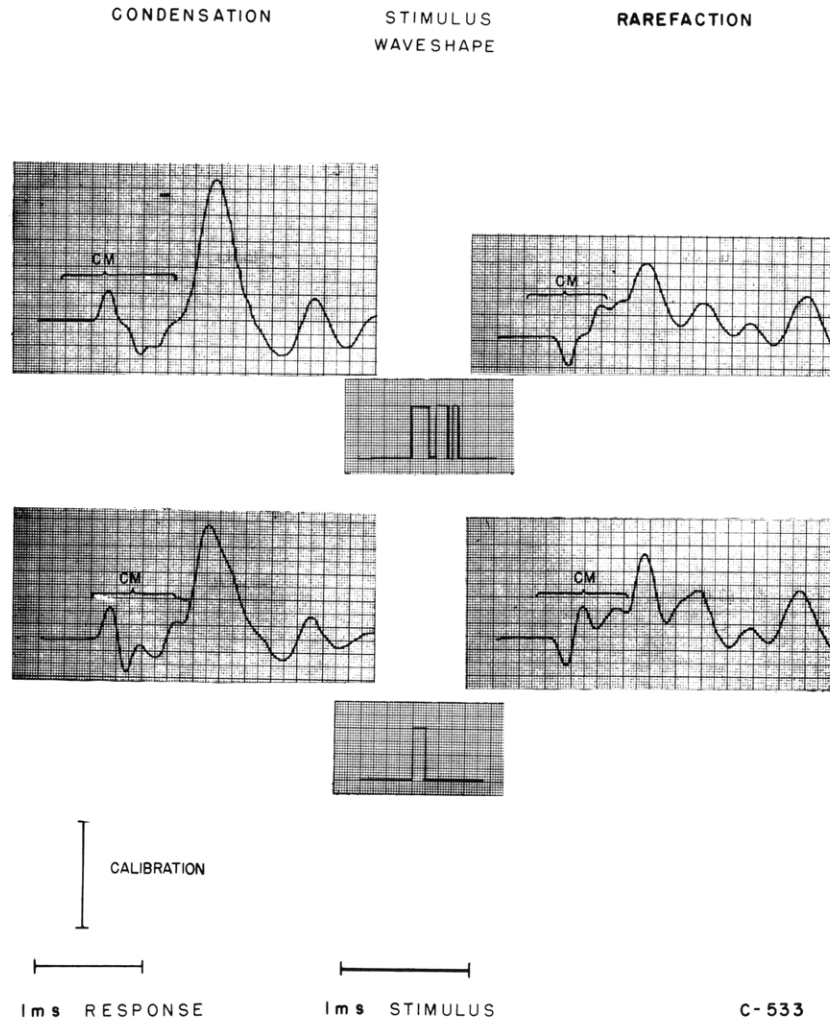 CONDENSATION
STIMULUS
WAVESHAPE
RAREFACTION
CM
CM
CM
CM
CALIBRATION
1ms RESPONSE
1ms STIMULUS
C-533